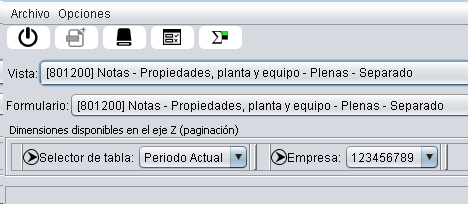 Archivo Opciones
Vista: [801200] Notas - Propiedades, planta y equipo - Plenas - Separado
Formulario: [801200] Notas - Propiedades, planta y equipo - Plenas - Separado
Dimensiones disponibles en el eje Z (paginación)
Selector de tabla: Periodo Actual Empresa: 123456789